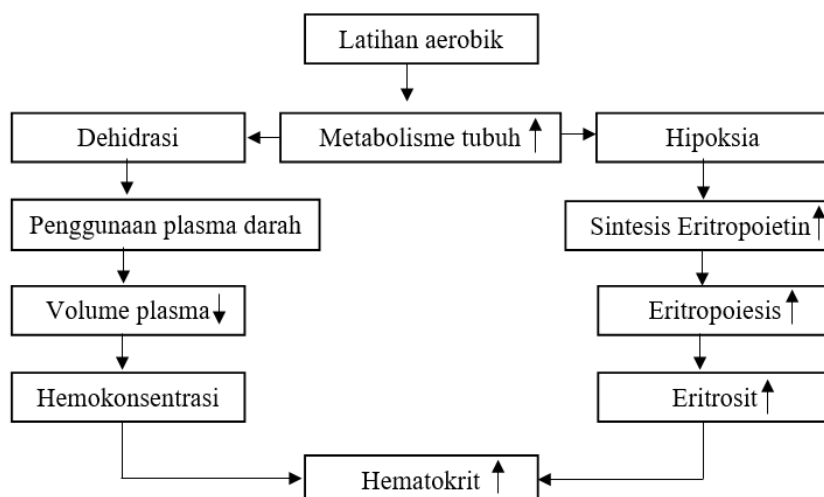 Latihan aerobik
Dehidrasi
Metabolisme tubuh ↑
Hipoksia
Penggunaan plasma darah
Sintesis Eritropoietin ↑
Volume plasma ↓
Eritropoiesis ↑
Hemokonsentrasi
Eritrosit ↑
Hematokrit ↑